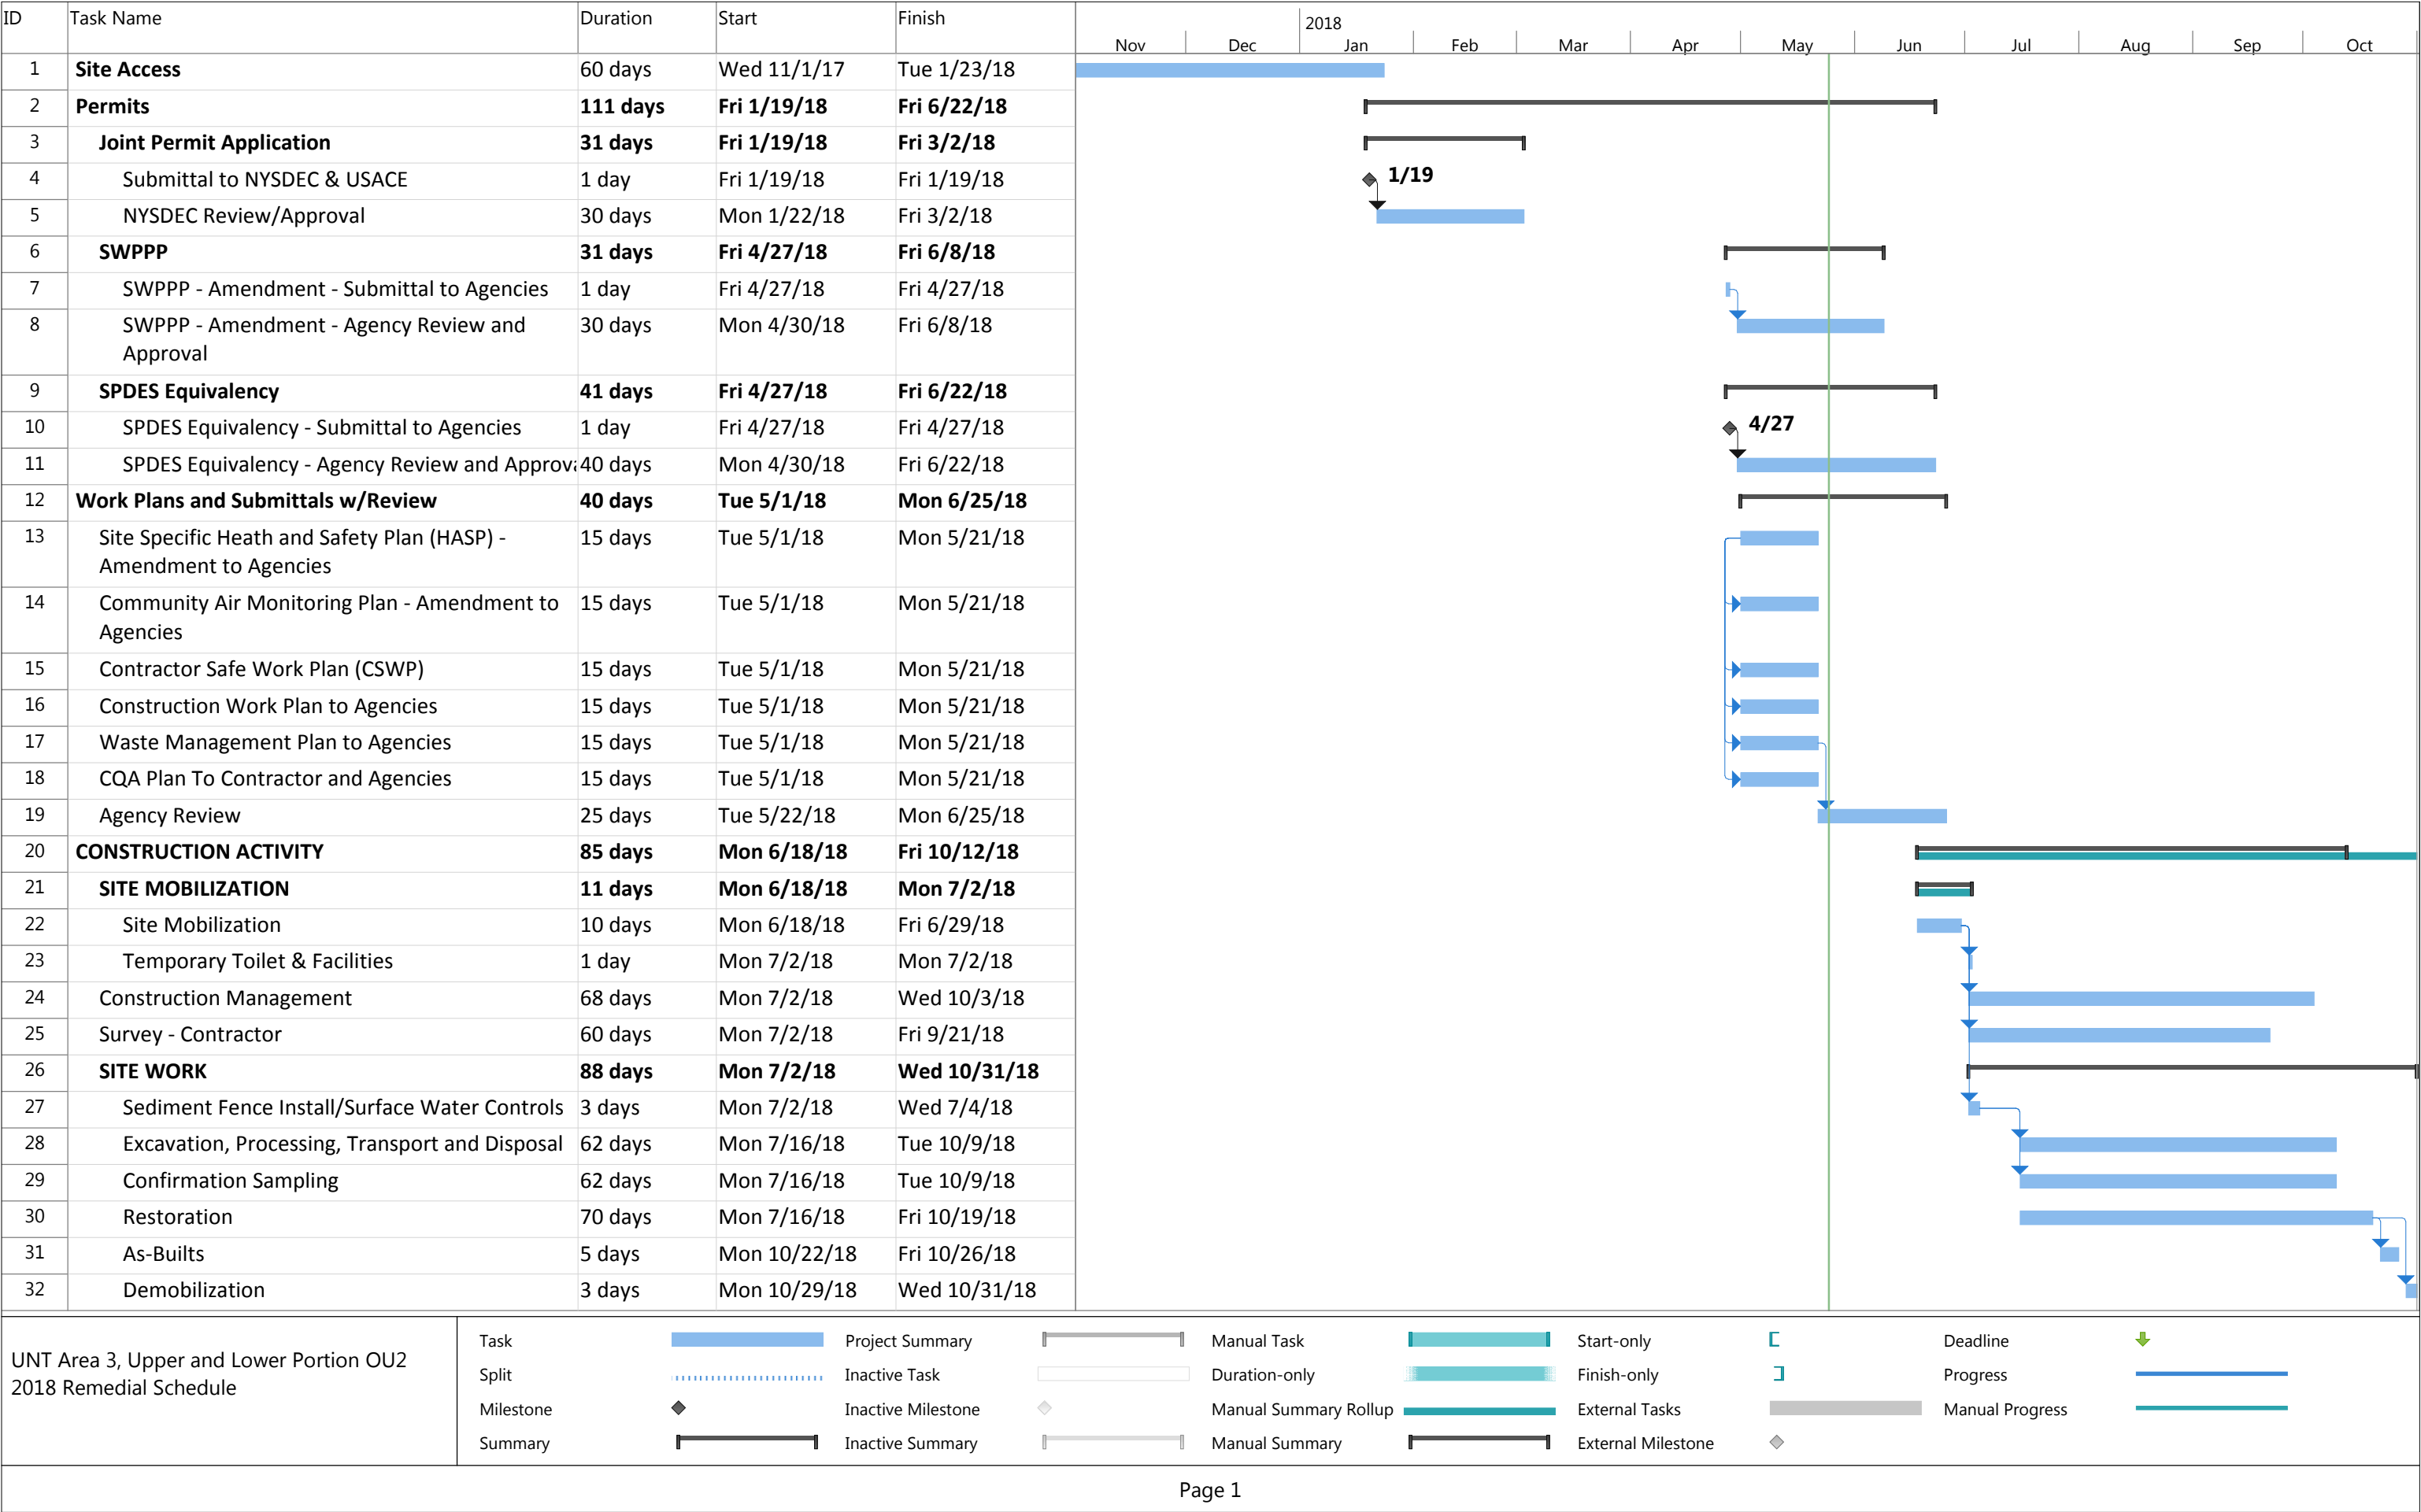 ID Task Name Duration Start Finish
2018
Nov Dec Jan Feb Mar Apr May Jun Jul Aug Sep Oct
1 Site Access 60 days Wed 11/1/17 Tue 1/23/18
2 Permits 111 days Fri 1/19/18 Fri 6/22/18
3 Joint Permit Application 31 days Fri 1/19/18 Fri 3/2/18
4 Submittal to NYSDEC & USACE 1 day Fri 1/19/18 Fri 1/19/18 1/19
5 NYSDEC Review/Approval 30 days Mon 1/22/18 Fri 3/2/18
6 SWPPP 31 days Fri 4/27/18 Fri 6/8/18
7 SWPPP - Amendment - Submittal to Agencies 1 day Fri 4/27/18 Fri 4/27/18
8 SWPPP - Amendment - Agency Review and 30 days Mon 4/30/18 Fri 6/8/18
Approval
9 SPDES Equivalency 41 days Fri 4/27/18 Fri 6/22/18
10 SPDES Equivalency - Submittal to Agencies 1 day Fri 4/27/18 Fri 4/27/18 4/27
11 SPDES Equivalency - Agency Review and Approva 40 days Mon 4/30/18 Fri 6/22/18
12 Work Plans and Submittals w/Review 40 days Tue 5/1/18 Mon 6/25/18
13 Site Specific Heath and Safety Plan (HASP) - 15 days Tue 5/1/18 Mon 5/21/18
Amendment to Agencies
14 Community Air Monitoring Plan - Amendment to 15 days Tue 5/1/18 Mon 5/21/18
Agencies
15 Contractor Safe Work Plan (CSWP) 15 days Tue 5/1/18 Mon 5/21/18
16 Construction Work Plan to Agencies 15 days Tue 5/1/18 Mon 5/21/18
17 Waste Management Plan to Agencies 15 days Tue 5/1/18 Mon 5/21/18
18 CQA Plan To Contractor and Agencies 15 days Tue 5/1/18 Mon 5/21/18
19 Agency Review 25 days Tue 5/22/18 Mon 6/25/18
20 CONSTRUCTION ACTIVITY 85 days Mon 6/18/18 Fri 10/12/18
21 SITE MOBILIZATION 11 days Mon 6/18/18 Mon 7/2/18
22 Site Mobilization 10 days Mon 6/18/18 Fri 6/29/18
23 Temporary Toilet & Facilities 1 day Mon 7/2/18 Mon 7/2/18
24 Construction Management 68 days Mon 7/2/18 Wed 10/3/18
25 Survey - Contractor 60 days Mon 7/2/18 Fri 9/21/18
26 SITE WORK 88 days Mon 7/2/18 Wed 10/31/18
27 Sediment Fence Install/Surface Water Controls 3 days Mon 7/2/18 Wed 7/4/18
28 Excavation, Processing, Transport and Disposal 62 days Mon 7/16/18 Tue 10/9/18
29 Confirmation Sampling 62 days Mon 7/16/18 Tue 10/9/18
30 Restoration 70 days Mon 7/16/18 Fri 10/19/18
31 As-Builts 5 days Mon 10/22/18 Fri 10/26/18
32 Demobilization 3 days Mon 10/29/18 Wed 10/31/18
UNT Area 3, Upper and Lower Portion OU2
2018 Remedial Schedule
Task Project Summary Manual Task Start-only Deadline
Split Inactive Task Duration-only Finish-only Progress
Milestone Inactive Milestone Manual Summary Rollup External Tasks Manual Progress
Summary Inactive Summary Manual Summary External Milestone
Page 1